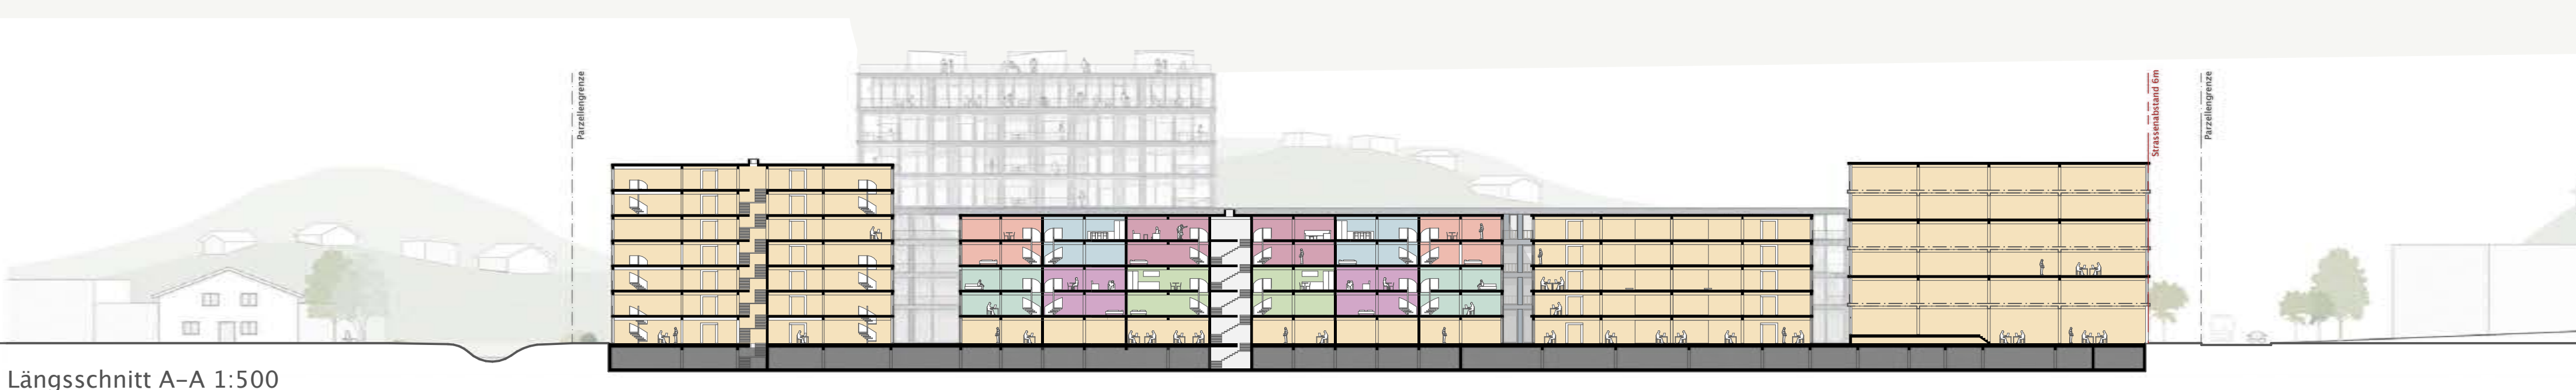 Parzellengrenze
Strassenabstand 6m
Parzellengrenze
Längsschnitt A-A 1:500